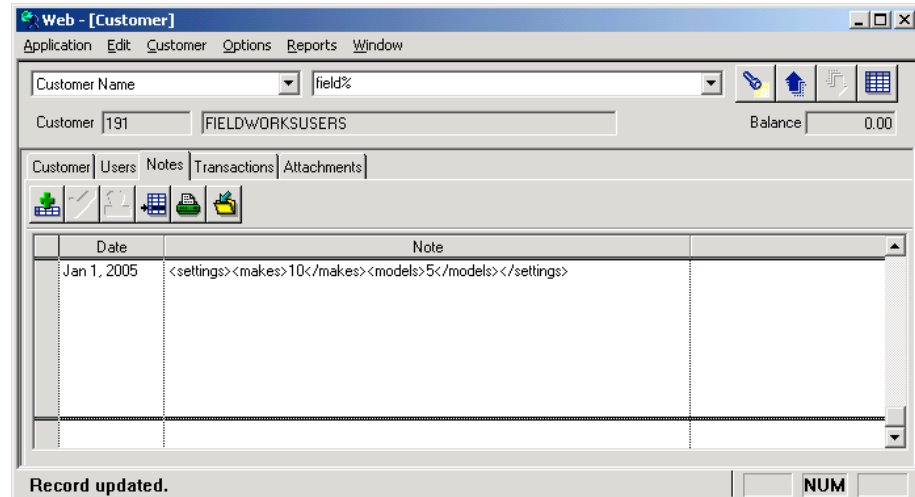 Web - [Customer]
Application Edit Customer Options Reports Window
Customer Name field%
Customer 191 FIELDWORKSUSERS Balance 0.00
Customer Users Notes Transactions Attachments
Date Note
Jan 1, 2005 <settings><makes>10</makes><models>5</models></settings>
Record updated. NUM